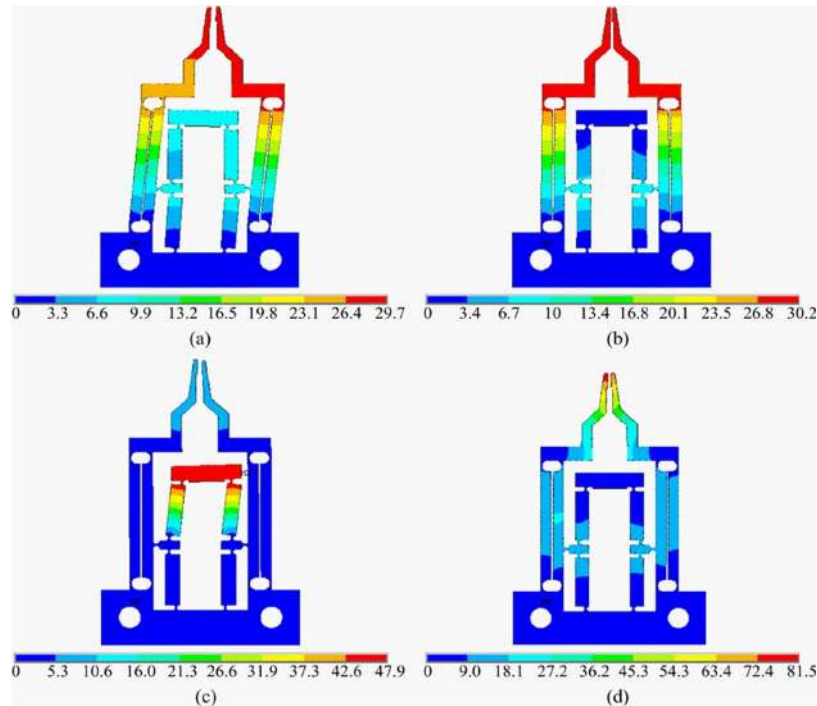 0 3.3 6.6 9.9 13.2 16.5 19.8 23.1 26.4 29.7
(a)
0 3.4 6.7 10 13.4 16.8 20.1 23.5 26.8 30.2
(b)
0 5.3 10.6 16.0 21.3 26.6 31.9 37.3 42.6 47.9
(c)
0 9.0 18.1 27.2 36.2 45.3 54.3 63.4 72.4 81.5
(d)